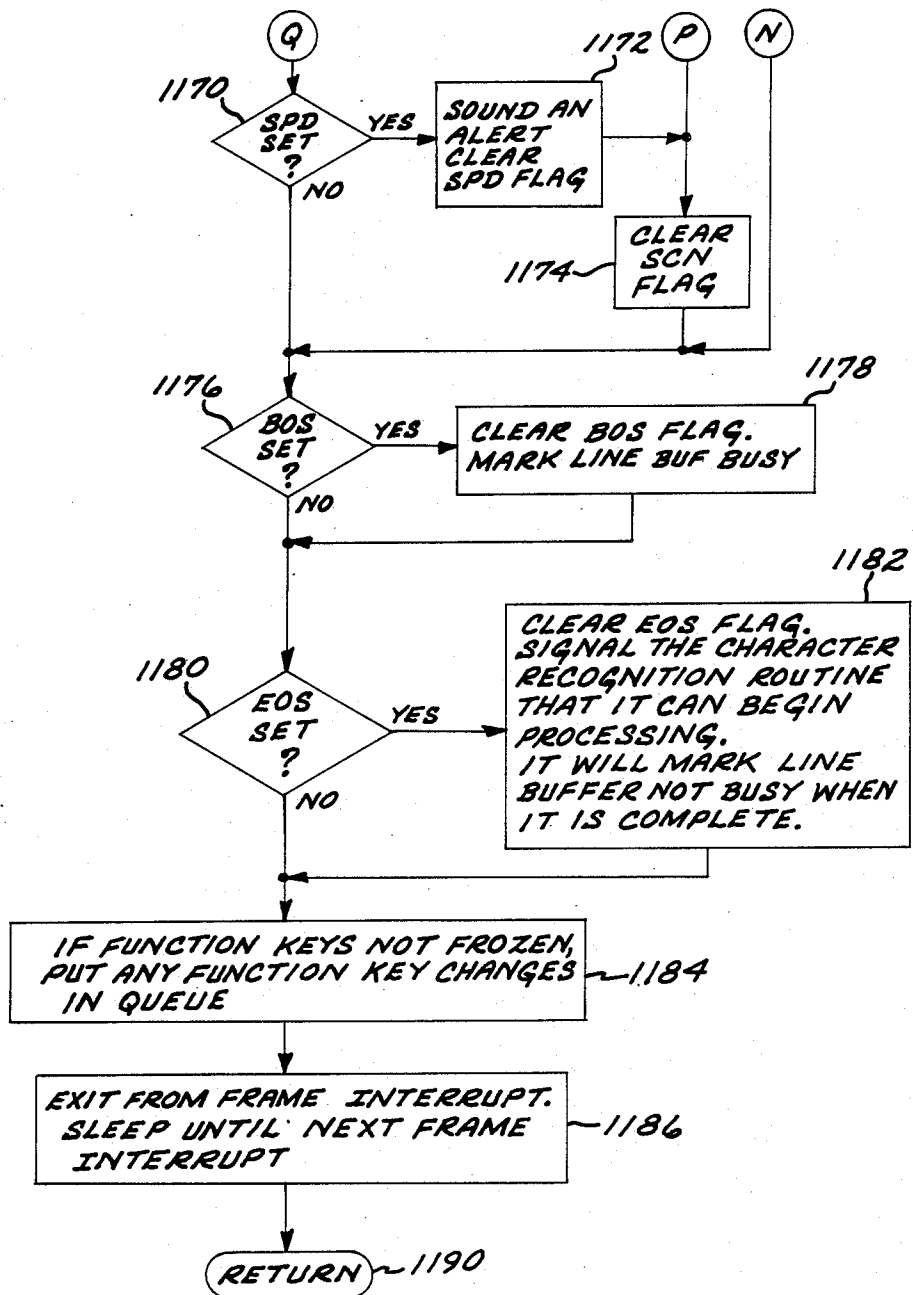 Q
P
N
1170
SPD
SET
?
YES
NO
1172
SOUND AN
ALERT
CLEAR
SPD FLAG
1174
CLEAR
SCN
FLAG
1176
BOS
SET
?
YES
NO
1178
CLEAR BOS FLAG.
MARK LINE BUF BUSY
1180
EOS
SET
?
YES
NO
1182
CLEAR EOS FLAG.
SIGNAL THE CHARACTER
RECOGNITION ROUTINE
THAT IT CAN BEGIN
PROCESSING.
IT WILL MARK LINE
BUFFER NOT BUSY WHEN
IT IS COMPLETE.
IF FUNCTION KEYS NOT FROZEN,
PUT ANY FUNCTION KEY CHANGES
IN QUEUE
1184
EXIT FROM FRAME INTERRUPT.
SLEEP UNTIL NEXT FRAME
INTERRUPT
1186
RETURN
1190